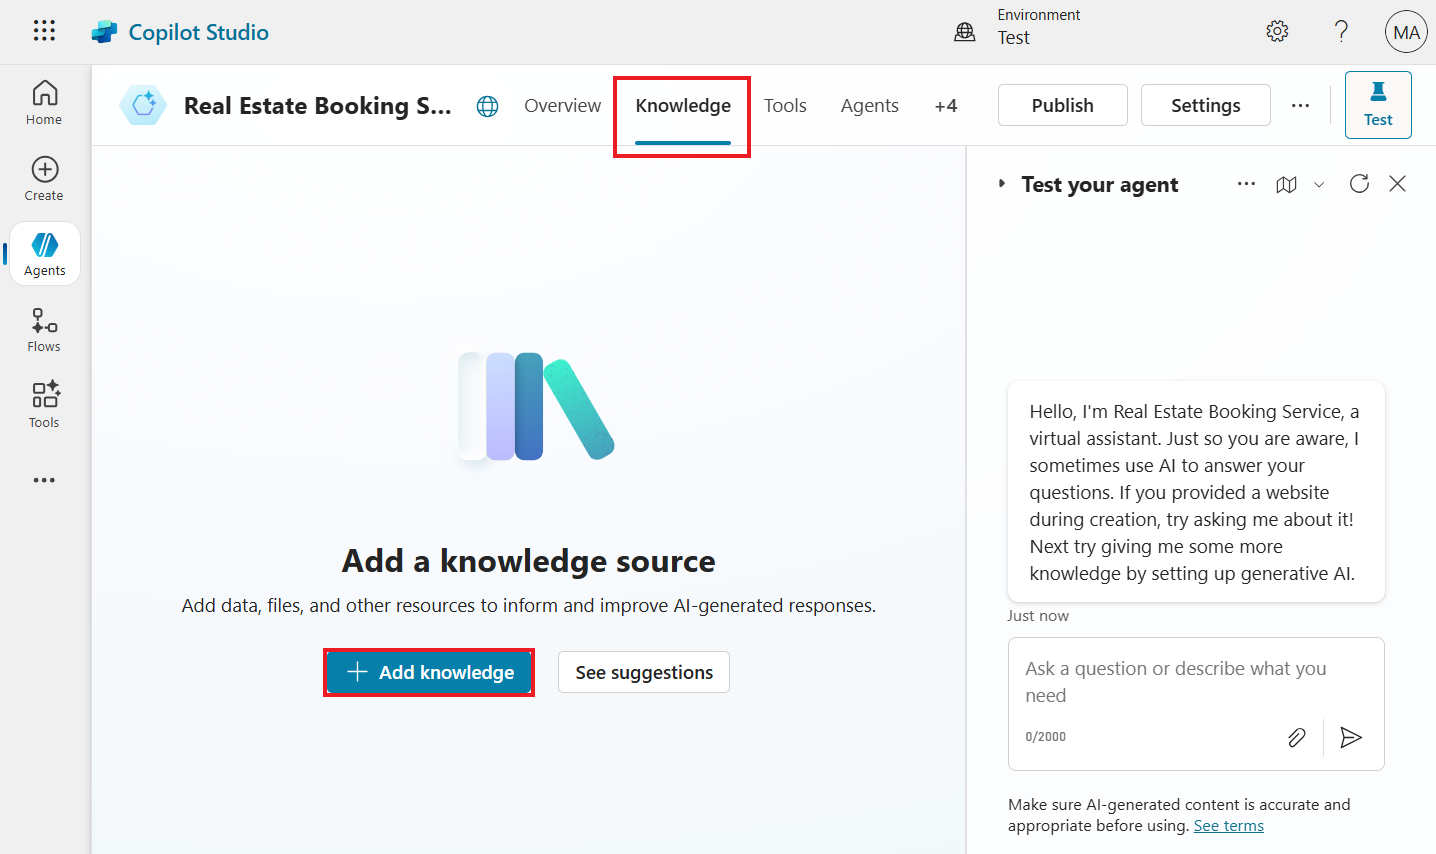 Copilot Studio
Environment
Test
MA
Home
Create
Agents
Flows
Tools
Real Estate Booking S...
Overview
Knowledge
Tools
Agents
+4
Publish
Settings
Test
Add a knowledge source
Add data, files, and other resources to inform and improve AI-generated responses.
Add knowledge
See suggestions
Test your agent
Hello, I'm Real Estate Booking Service, a
virtual assistant. Just so you are aware, I
sometimes use AI to answer your
questions. If you provided a website
during creation, try asking me about it!
Next try giving me some more
knowledge by setting up generative AI.
Just now
Ask a question or describe what you
need
0/2000
Make sure AI-generated content is accurate and
appropriate before using. See terms